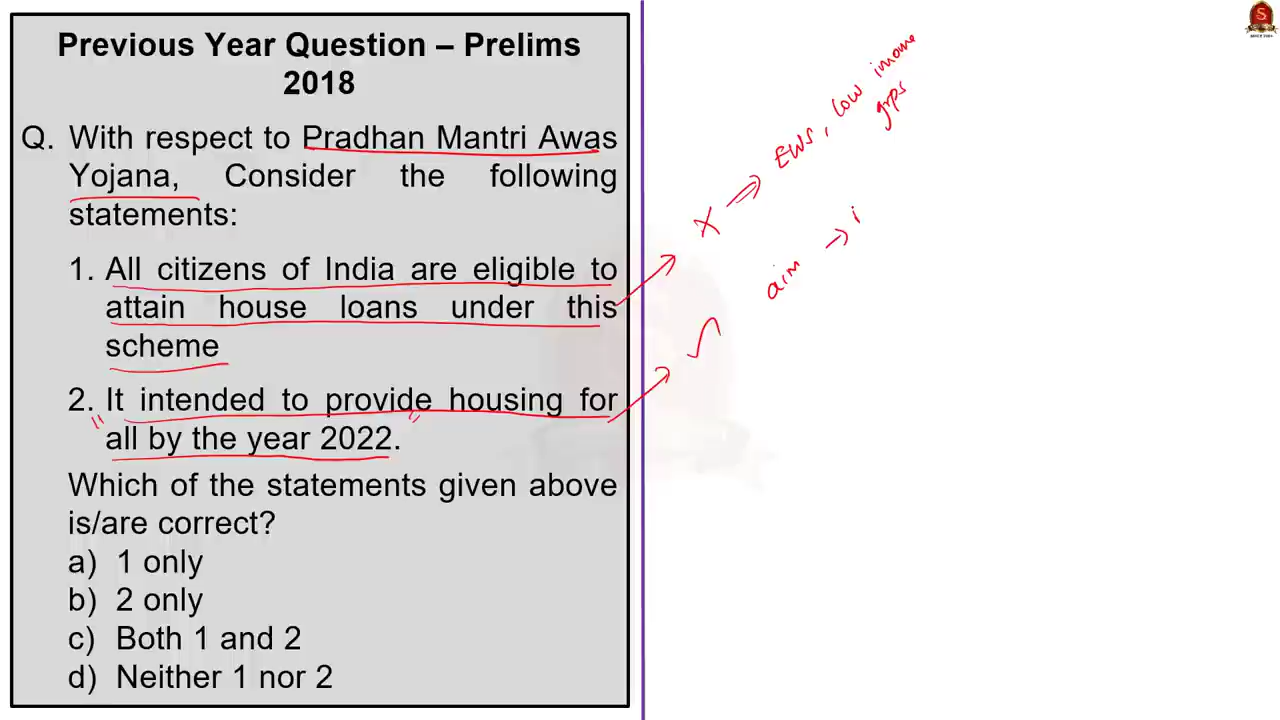 Previous Year Question – Prelims
2018
Q. With respect to Pradhan Mantri Awas
Yojana, Consider the following
statements:
1. All citizens of India are eligible to
attain house loans under this
scheme
2. It intended to provide housing for
all by the year 2022.
Which of the statements given above
is/are correct?
a) 1 only
b) 2 only
c) Both 1 and 2
d) Neither 1 nor 2
X ⇒ EWS, low income
grps
aim → i
S